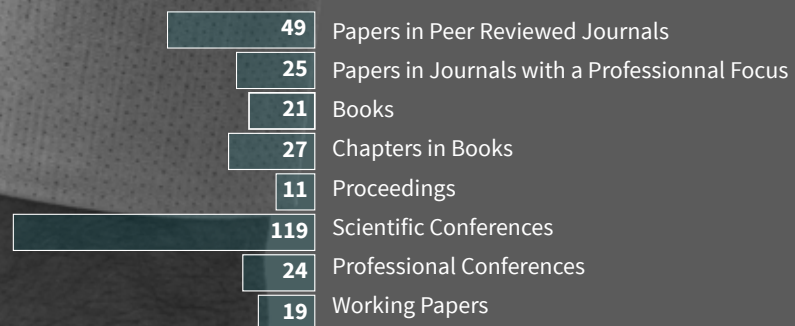 49 Papers in Peer Reviewed Journals
25 Papers in Journals with a Professionnal Focus
21 Books
27 Chapters in Books
11 Proceedings
119 Scientific Conferences
24 Professional Conferences
19 Working Papers